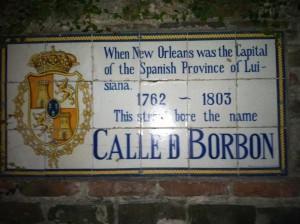 When New Orleans was the Capital
of the Spanish Province of Lui-
siana
1762 ~ 1803
This street bore the name
CALLE D BORBON